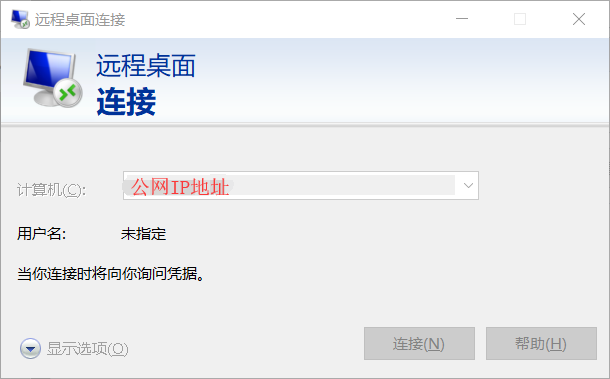 远程桌面连接
远程桌面
连接
计算机(C):
公网IP地址
用户名:
未指定
当你连接时将向你询问凭据。
显示选项(O)
连接(N)
帮助(H)